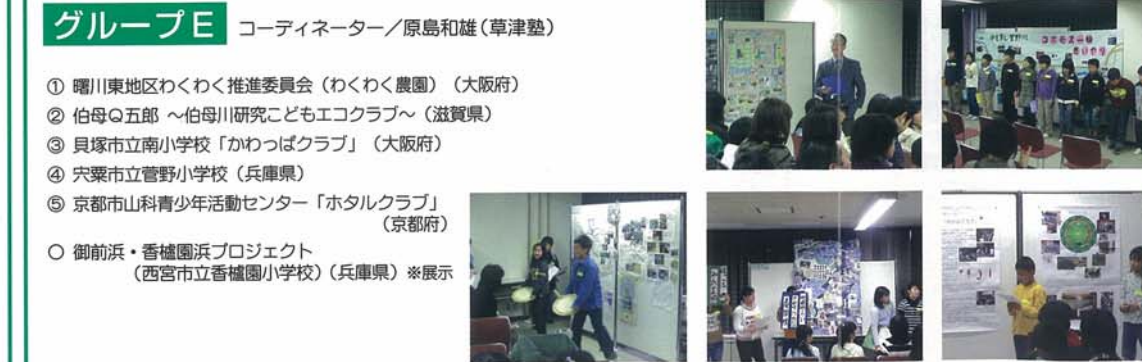 グループE コーディネーター／原島和雄（草津塾）
① 曙川東地区わくわく推進委員会（わくわく農園）（大阪府）
② 伯母Q五郎 ～伯母川研究こどもエコクラブ～（滋賀県）
③ 貝塚市立南小学校「かわっぱクラブ」（大阪府）
④ 宍粟市立菅野小学校（兵庫県）
⑤ 京都市山科青少年活動センター「ホタルクラブ」
（京都府）
○ 御前浜・香櫨園浜プロジェクト
（西宮市立香櫨園小学校）（兵庫県）※展示